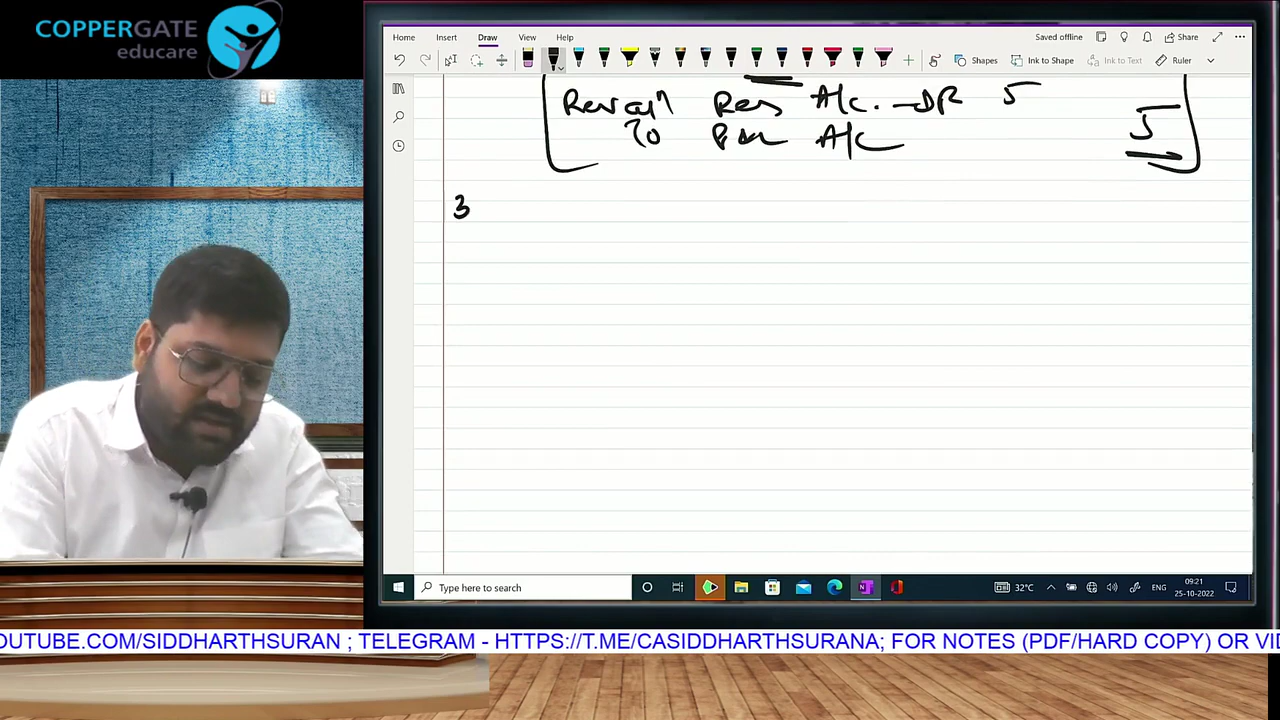 COPPERGATE
educare
Saved offline
Share
Home Insert Draw View Help
Shapes Ink to Shape Ink to Text Ruler
A/c. - DR 5
To A/c 5
3
Type here to search
32°C ENG 09:21
25-10-2022
OUTUBE.COM/SIDDHARTHSURAN ; TELEGRAM - HTTPS://T.ME/CASIDDHARTHSURANA; FOR NOTES (PDF/HARD COPY) OR VID